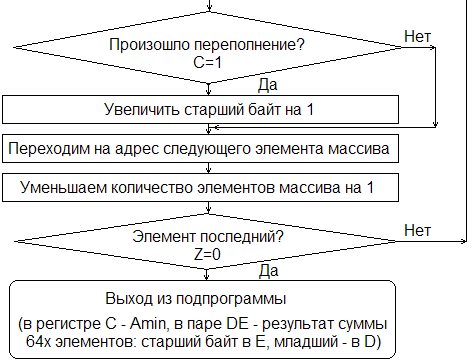 Произошло переполнение?
Нет
C=1
Да
Увеличить старший байт на 1
Переходим на адрес следующего элемента массива
Уменьшаем количество элементов массива на 1
Элемент последний?
Нет
Z=0
Да
Выход из подпрограммы
(в регистре C - Amin, в паре DE - результат суммы
64х элементов: старший байт в E, младший - в D)